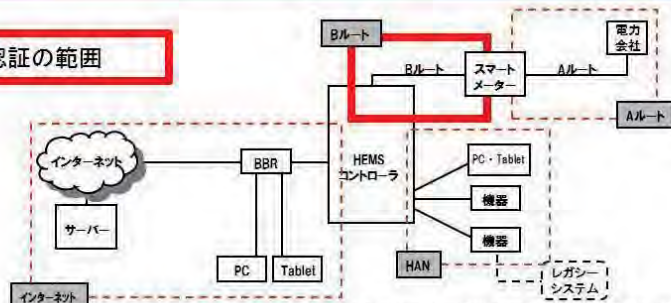 Bルート
電力
会社
認証の範囲
Bルート
スマート
メーター
Aルート
Aルート
インターネット
BBR
HEMS
コントローラ
PC・Tablet
サーバー
機器
機器
PC
Tablet
HAN
レガシー
システム
インターネット